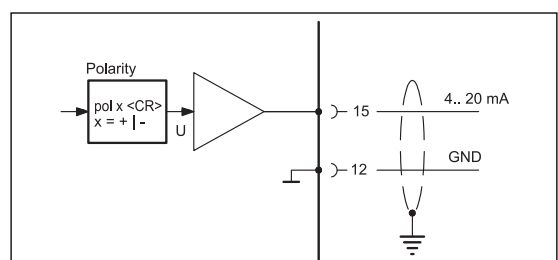 Polarity
pol x <CR>
x = + | -
U
15
4.. 20 mA
12
GND